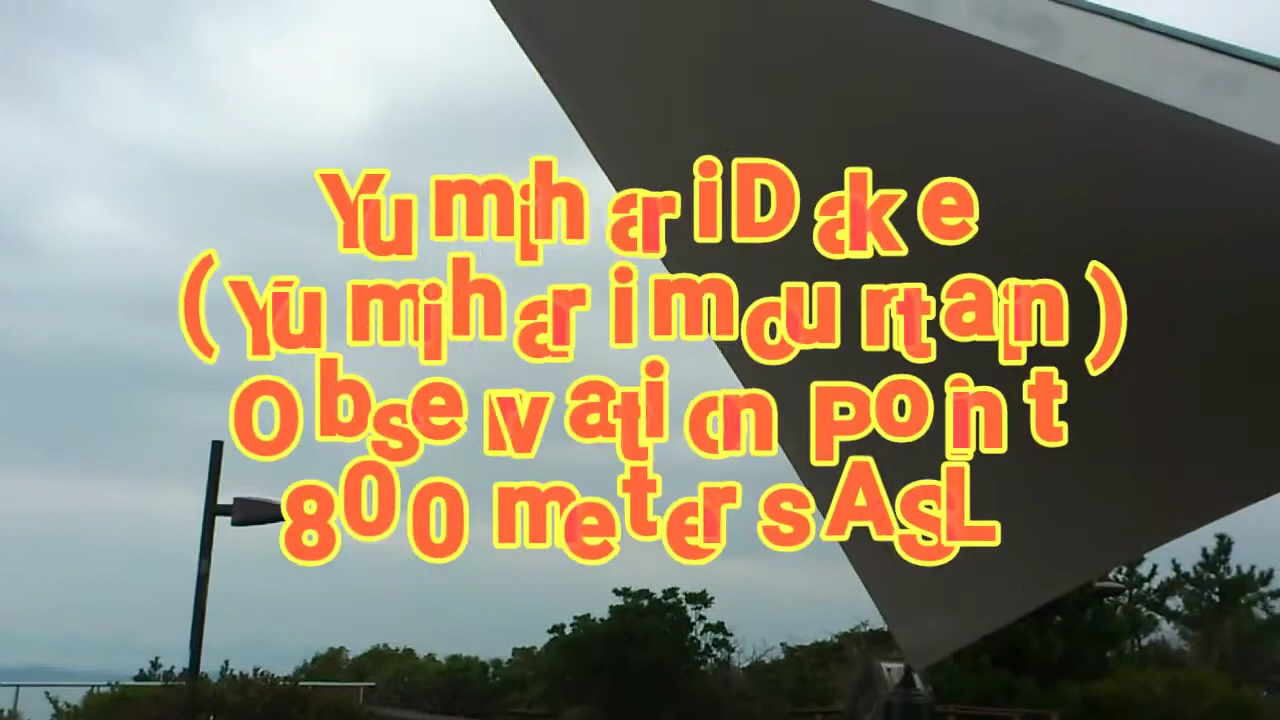 Yumihari Dake
(Yumihari mountain)
Observation point
800 meters ASL